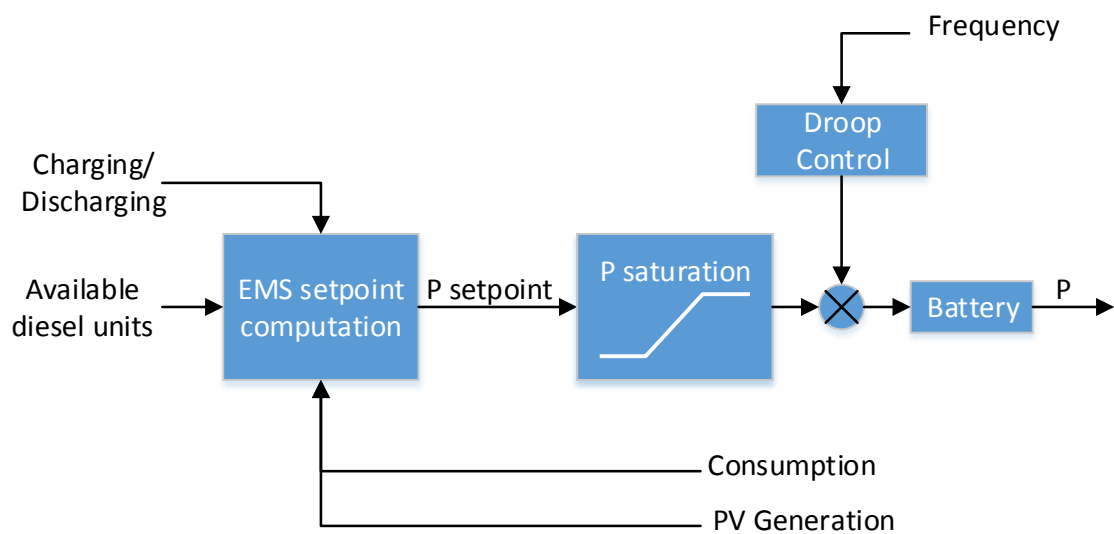 Frequency
Droop
Control
Charging/
Discharging
Available
diesel units
EMS setpoint
computation
P setpoint
P saturation
Battery
P
Consumption
PV Generation